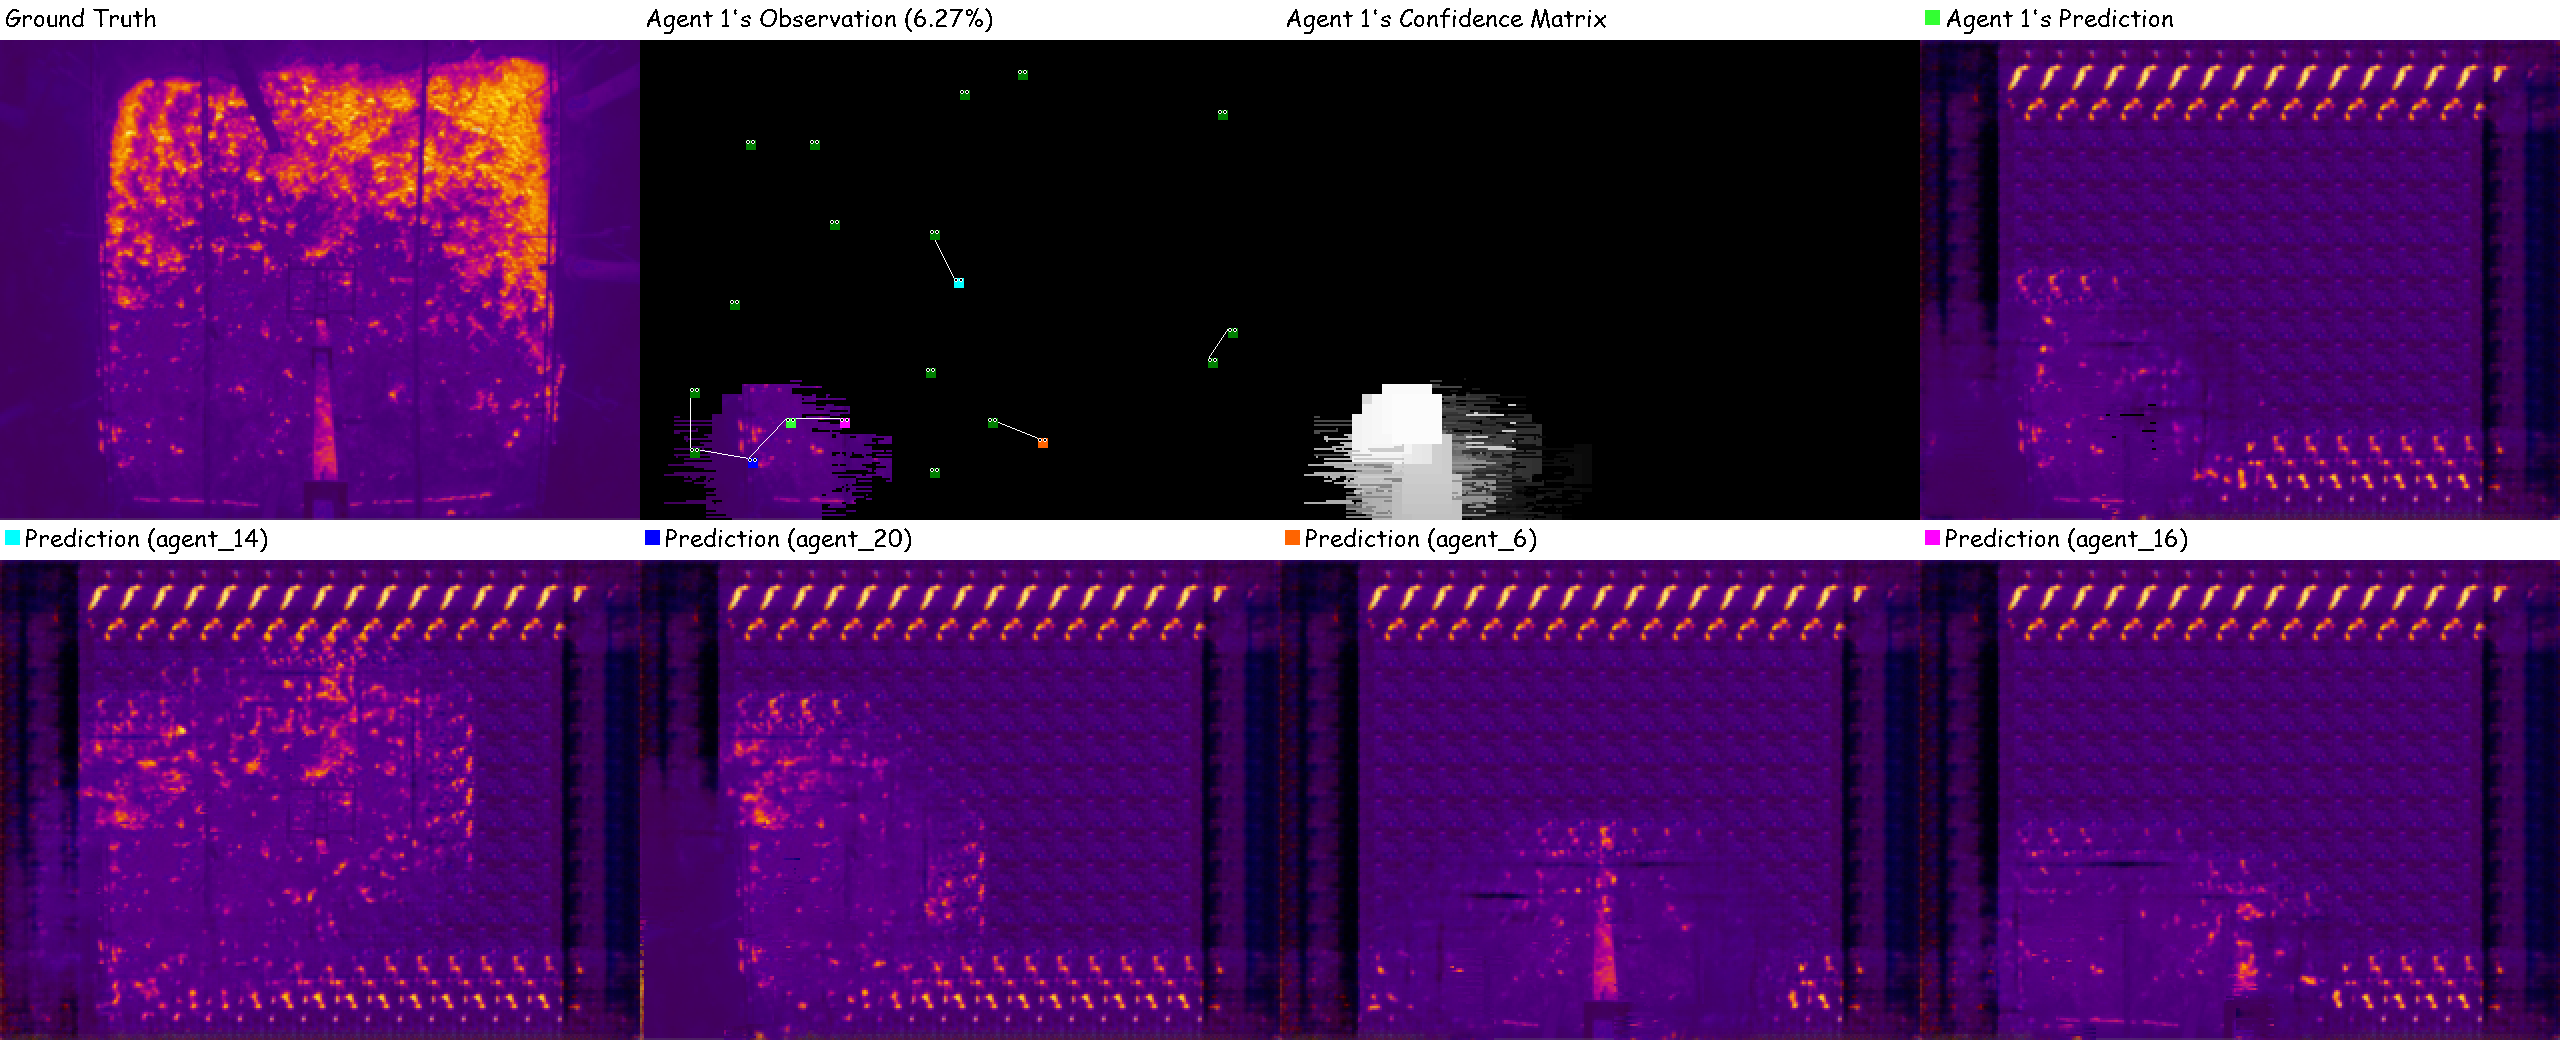 Ground Truth
Agent 1's Observation (6.27%)
Agent 1's Confidence Matrix
Agent 1's Prediction
Prediction (agent_14)
Prediction (agent_20)
Prediction (agent_6)
Prediction (agent_16)